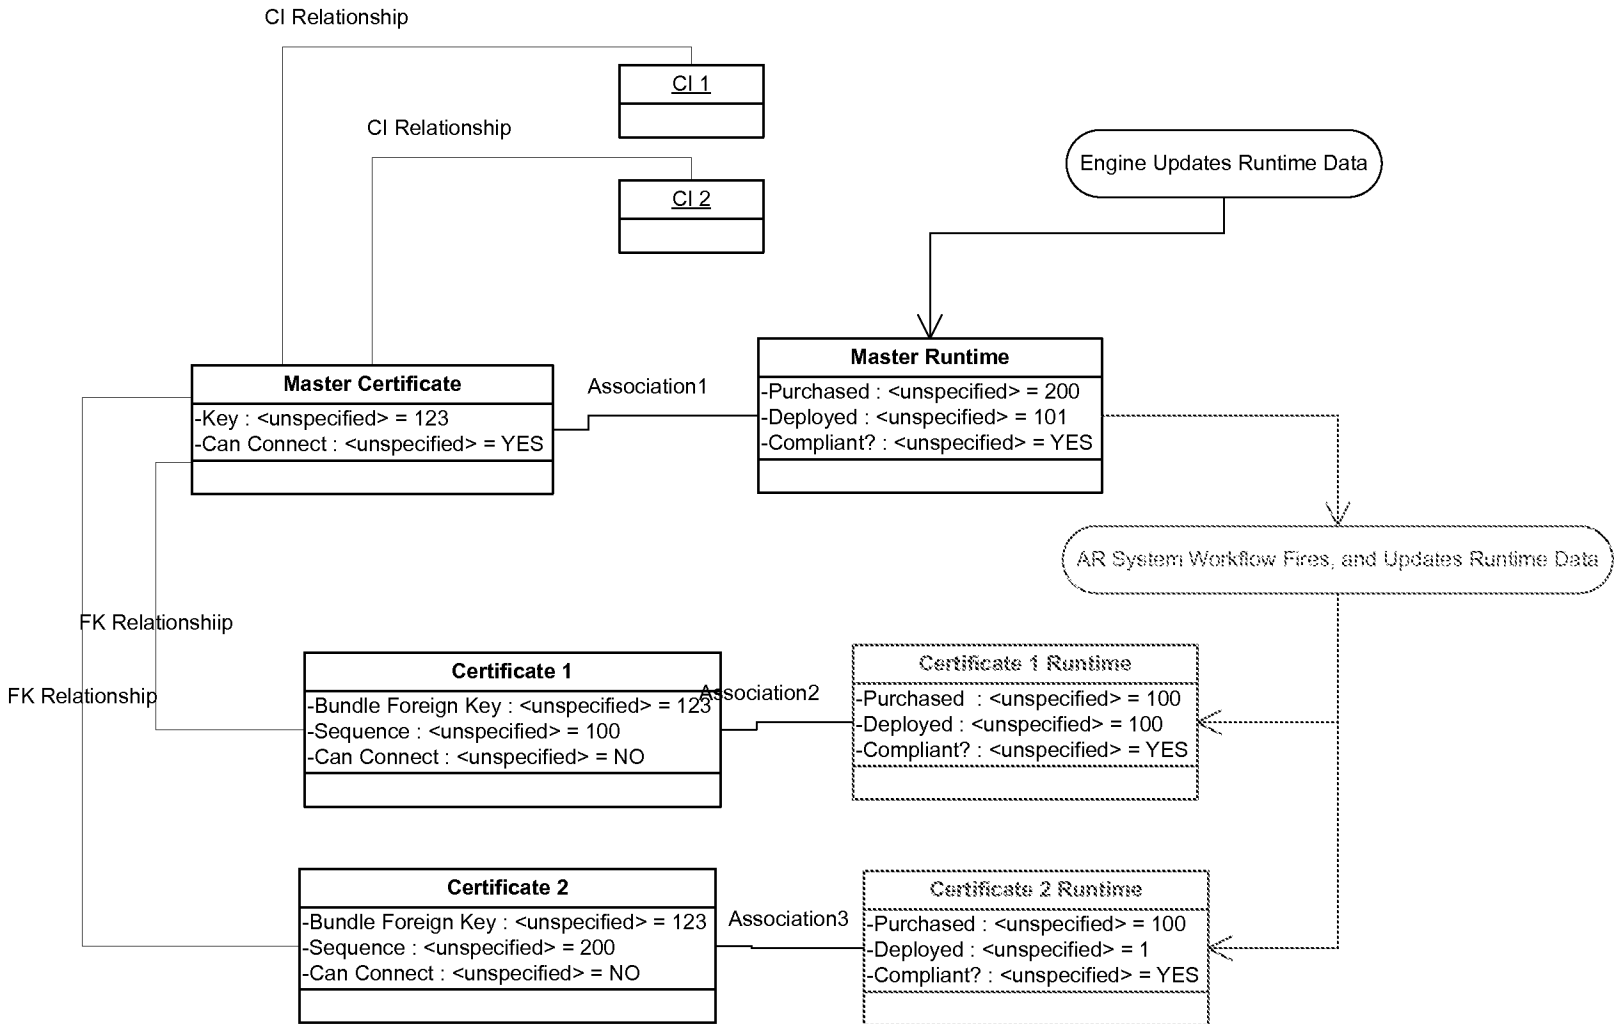 CI Relationship
CI 1
CI Relationship
CI 2
Engine Updates Runtime Data
Master Certificate
-Key : <unspecified> = 123
-Can Connect : <unspecified> = YES
Association1
Master Runtime
-Purchased : <unspecified> = 200
-Deployed : <unspecified> = 101
-Compliant? : <unspecified> = YES
AR System Workflow Fires, and Updates Runtime Data
FK Relationshiip
FK Relationship
Certificate 1
-Bundle Foreign Key : <unspecified> = 123
-Sequence : <unspecified> = 100
-Can Connect : <unspecified> = NO
Association2
Certificate 1 Runtime
-Purchased  : <unspecified> = 100
-Deployed : <unspecified> = 100
-Compliant? : <unspecified> = YES
Certificate 2
-Bundle Foreign Key : <unspecified> = 123
-Sequence : <unspecified> = 200
-Can Connect : <unspecified> = NO
Association3
Certificate 2 Runtime
-Purchased : <unspecified> = 100
-Deployed : <unspecified> = 1
-Compliant? : <unspecified> = YES